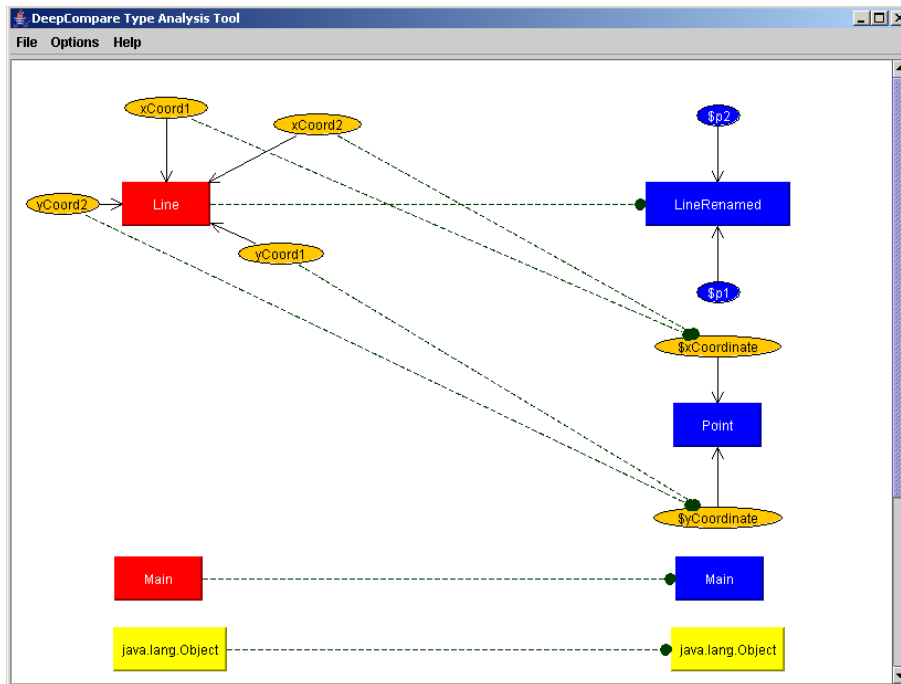 DeepCompare Type Analysis Tool
File Options Help
xCoord1
$p2
xCoord2
yCoord2
Line
LineRenamed
yCoord1
$p1
$xCoordinate
Point
$yCoordinate
Main
Main
java.lang.Object
java.lang.Object